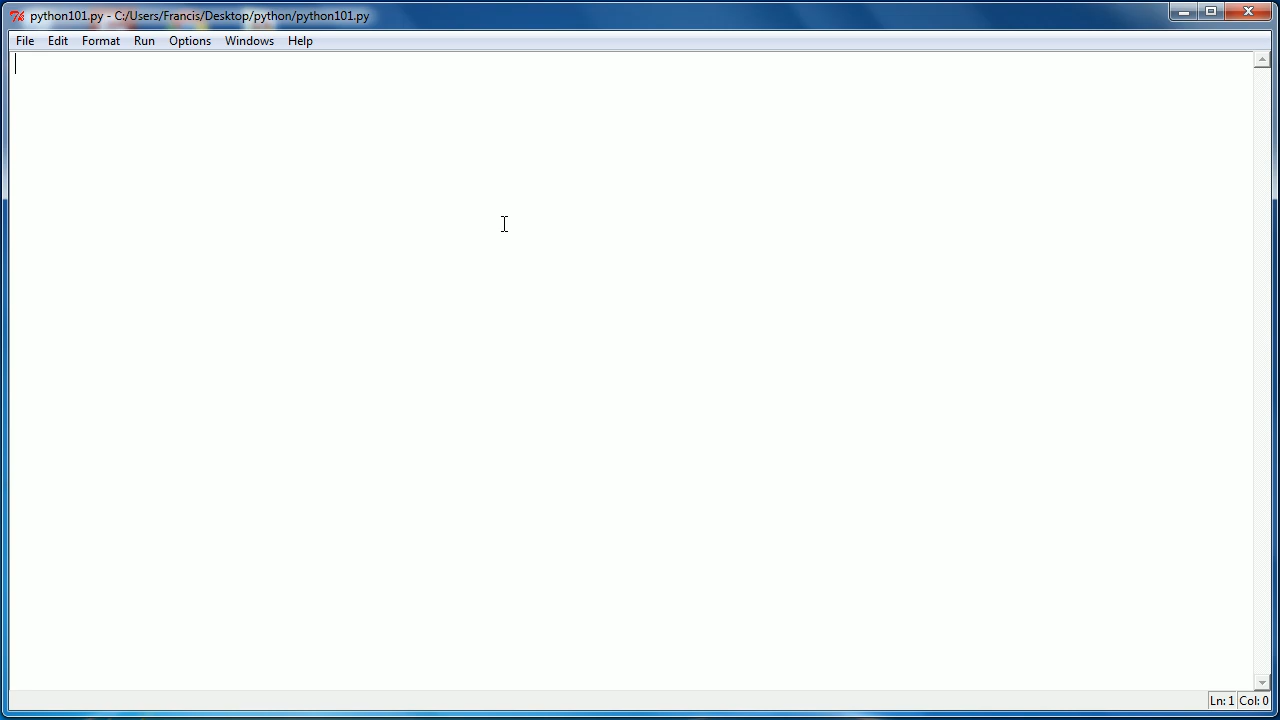 python101.py - C:/Users/Francis/Desktop/python/python101.py
File Edit Format Run Options Windows Help
Ln: 1 Col: 0